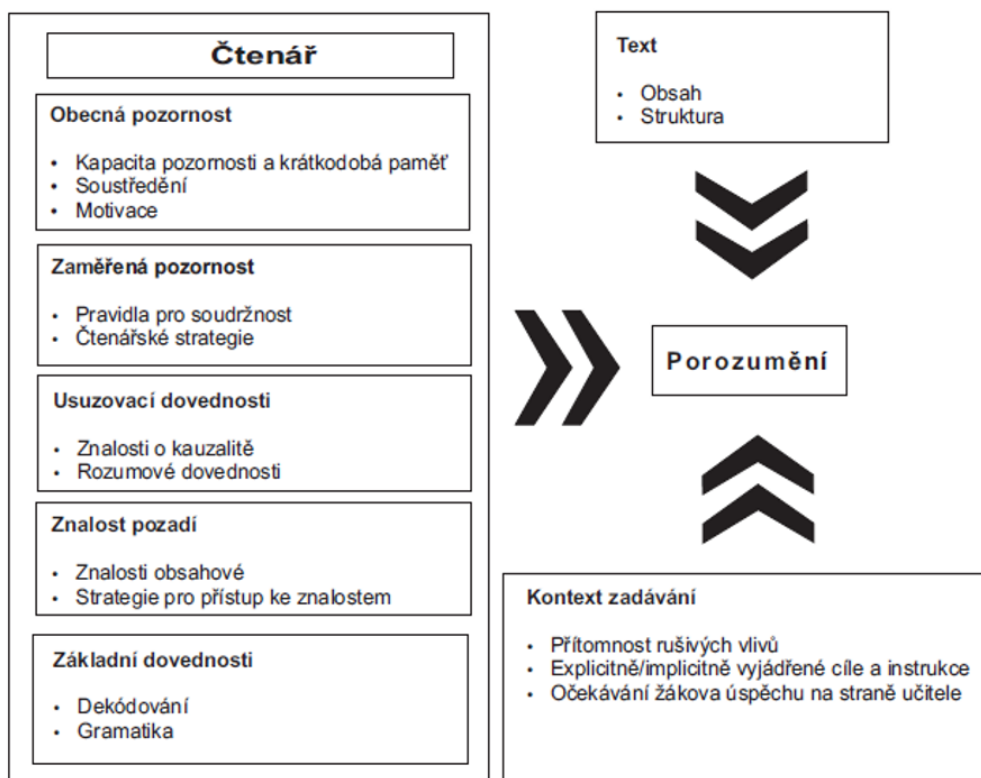 Čtenář
Obecná pozornost
• Kapacita pozornosti a krátkodobá paměť
• Soustředění
• Motivace
Zaměřená pozornost
• Pravidla pro soudržnost
• Čtenářské strategie
Usuzovací dovednosti
• Znalosti o kauzalitě
• Rozumové dovednosti
Znalost pozadí
• Znalosti obsahové
• Strategie pro přístup ke znalostem
Základní dovednosti
• Dekódování
• Gramatika
Text
• Obsah
• Struktura
Porozumění
Kontext zadávání
• Přítomnost rušivých vlivů
• Explicitně/implicitně vyjádřené cíle a instrukce
• Očekávání žákova úspěchu na straně učitele